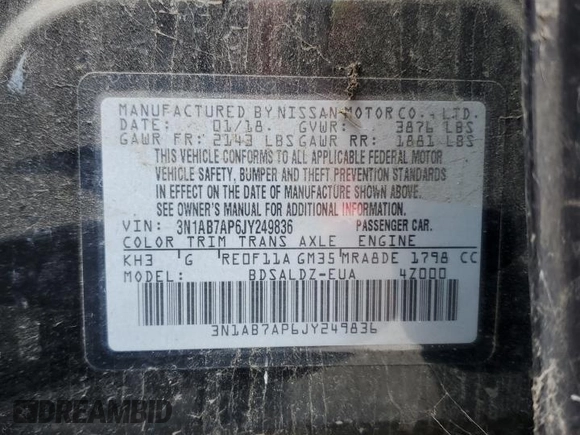 MANUFACTURED BY NISSAN MOTOR CO., LTD.
DATE: 01/18 GVWR: 3876 LBS
GAWR FR: 2143 LBS GAWR RR: 1881 LBS
THIS VEHICLE CONFORMS TO ALL APPLICABLE FEDERAL MOTOR
VEHICLE SAFETY, BUMPER AND THEFT PREVENTION STANDARDS
IN EFFECT ON THE DATE OF MANUFACTURE SHOWN ABOVE.
SEE OWNER'S MANUAL FOR ADDITIONAL INFORMATION.
VIN: 3N1AB7AP6JY249836 PASSENGER CAR.
COLOR TRIM TRANS AXLE ENGINE
KH3 G RE0F11A GM35 MRA8DE 1798 CC
MODEL: BDSALDZ-EUA 4Z000
3N1AB7AP6JY249836
DREAMBID